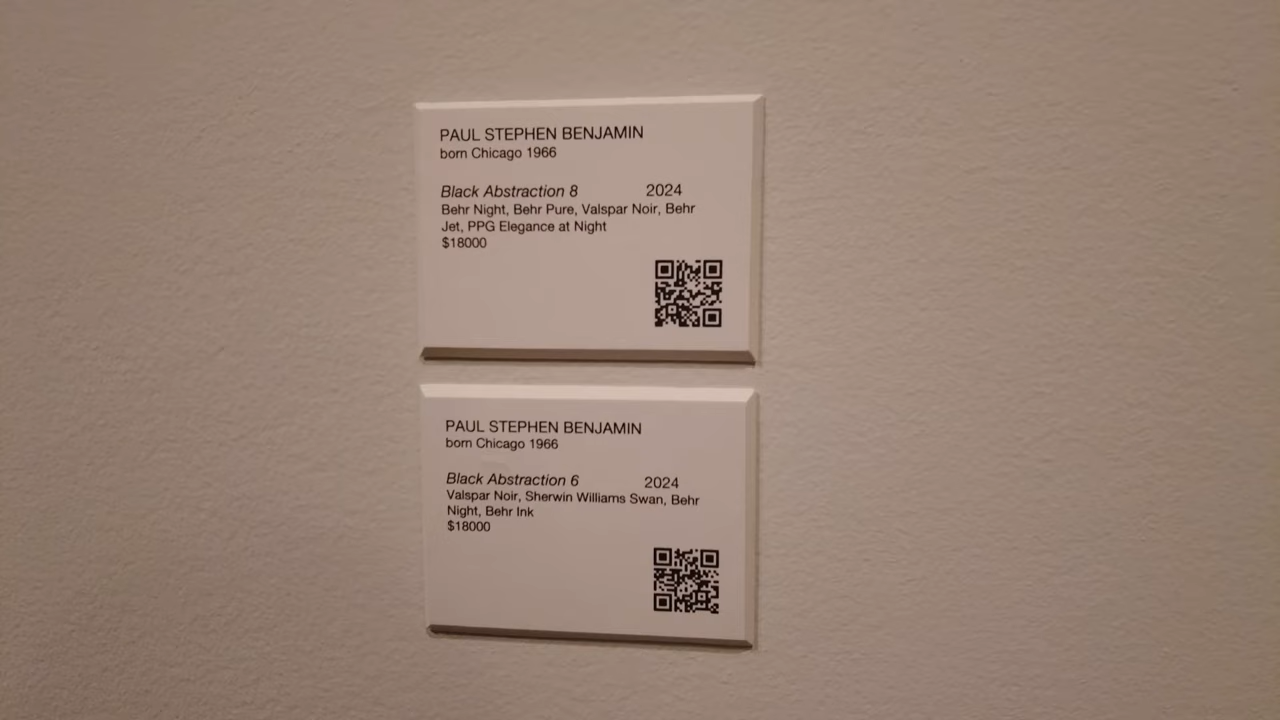 PAUL STEPHEN BENJAMIN
born Chicago 1966
Black Abstraction 8 2024
Behr Night, Behr Pure, Valspar Noir, Behr
Jet, PPG Elegance at Night
$18000
PAUL STEPHEN BENJAMIN
born Chicago 1966
Black Abstraction 6 2024
Valspar Noir, Sherwin Williams Swan, Behr
Night, Behr Ink
$18000